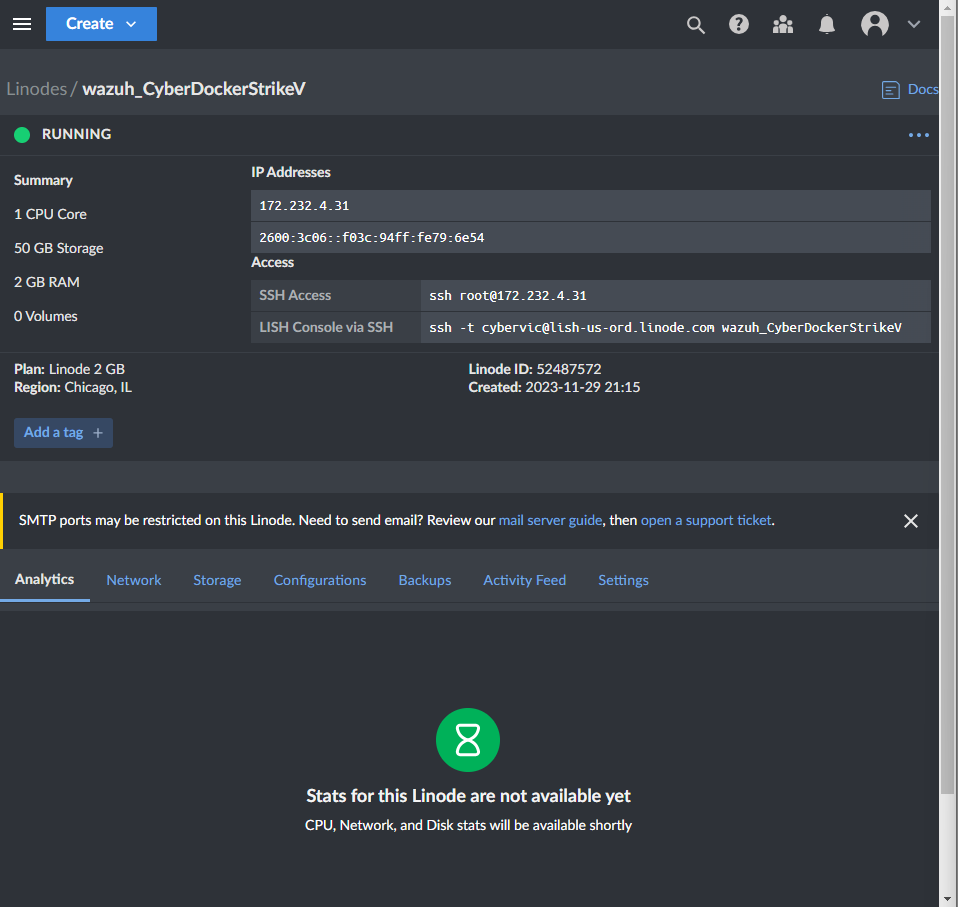 Create
Linodes / wazuh_CyberDockerStrikeV
Docs
RUNNING
Summary
1 CPU Core
50 GB Storage
2 GB RAM
0 Volumes
IP Addresses
172.232.4.31
2600:3c06::f03c:94ff:fe79:6e54
Access
SSH Access ssh root@172.232.4.31
LISH Console via SSH ssh -t cybervic@lish-us-ord.linode.com wazuh_CyberDockerStrikeV
Plan: Linode 2 GB
Region: Chicago, IL
Linode ID: 52487572
Created: 2023-11-29 21:15
Add a tag +
SMTP ports may be restricted on this Linode. Need to send email? Review our mail server guide, then open a support ticket.
Analytics Network Storage Configurations Backups Activity Feed Settings
Stats for this Linode are not available yet
CPU, Network, and Disk stats will be available shortly